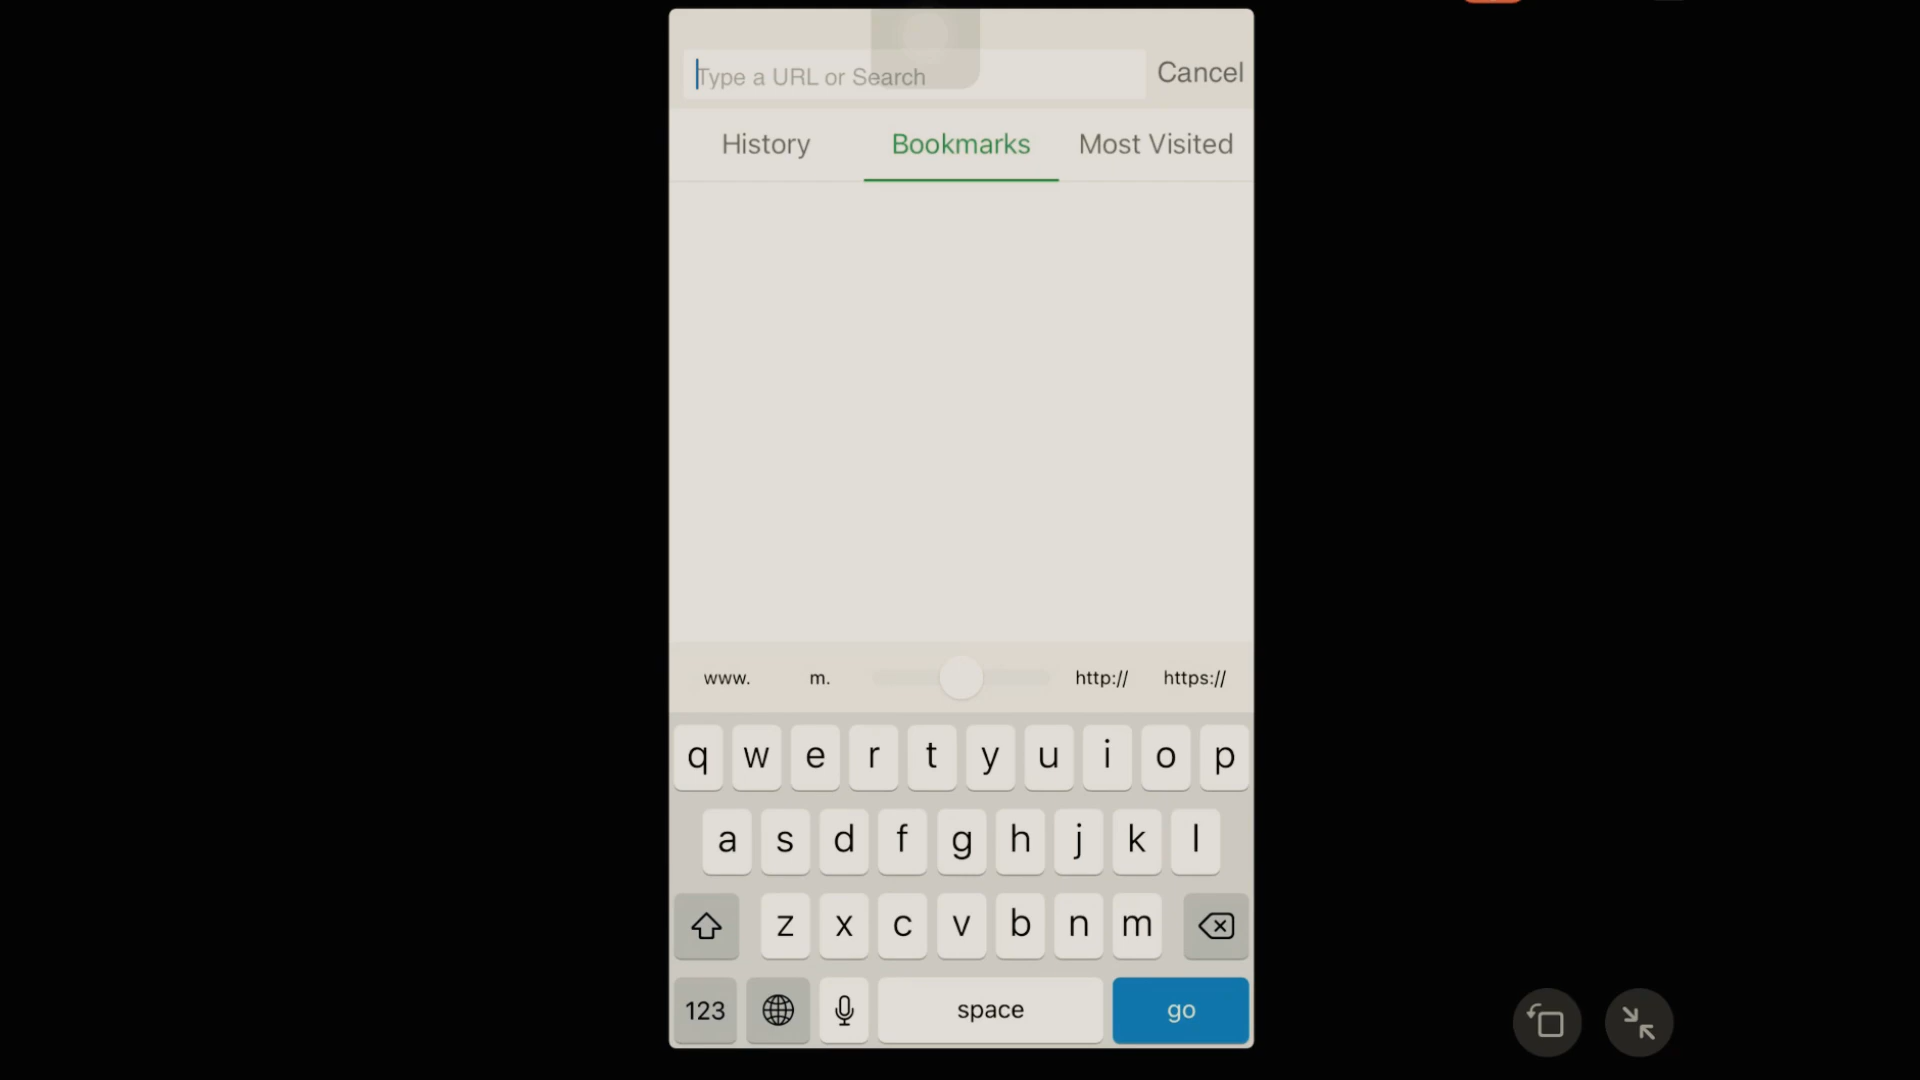 Type a URL or Search
Cancel
History Bookmarks Most Visited
www. m. http:// https://
q w e r t y u i o p
a s d f g h j k l
z x c v b n m
123 space go